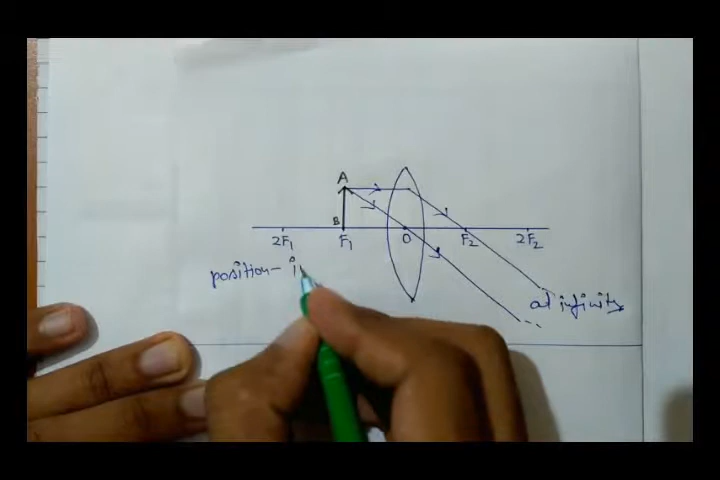 A
B
2F₁ F₁ O F₂ 2F₂
position- i
at infinity